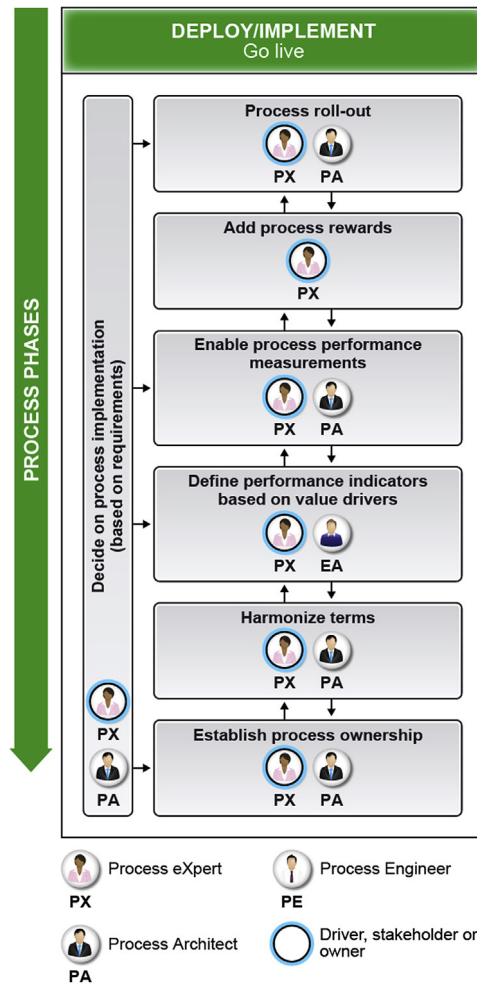 DEPLOY/IMPLEMENT
Go live
PROCESS PHASES
Decide on process implementation
(based on requirements)
PX
PA
Process roll-out
PX PA
Add process rewards
PX
Enable process performance
measurements
PX PA
Define performance indicators
based on value drivers
PX EA
Harmonize terms
PX PA
Establish process ownership
PX PA
Process eXpert
PX
Process Engineer
PE
Process Architect
PA
Driver, stakeholder or
owner